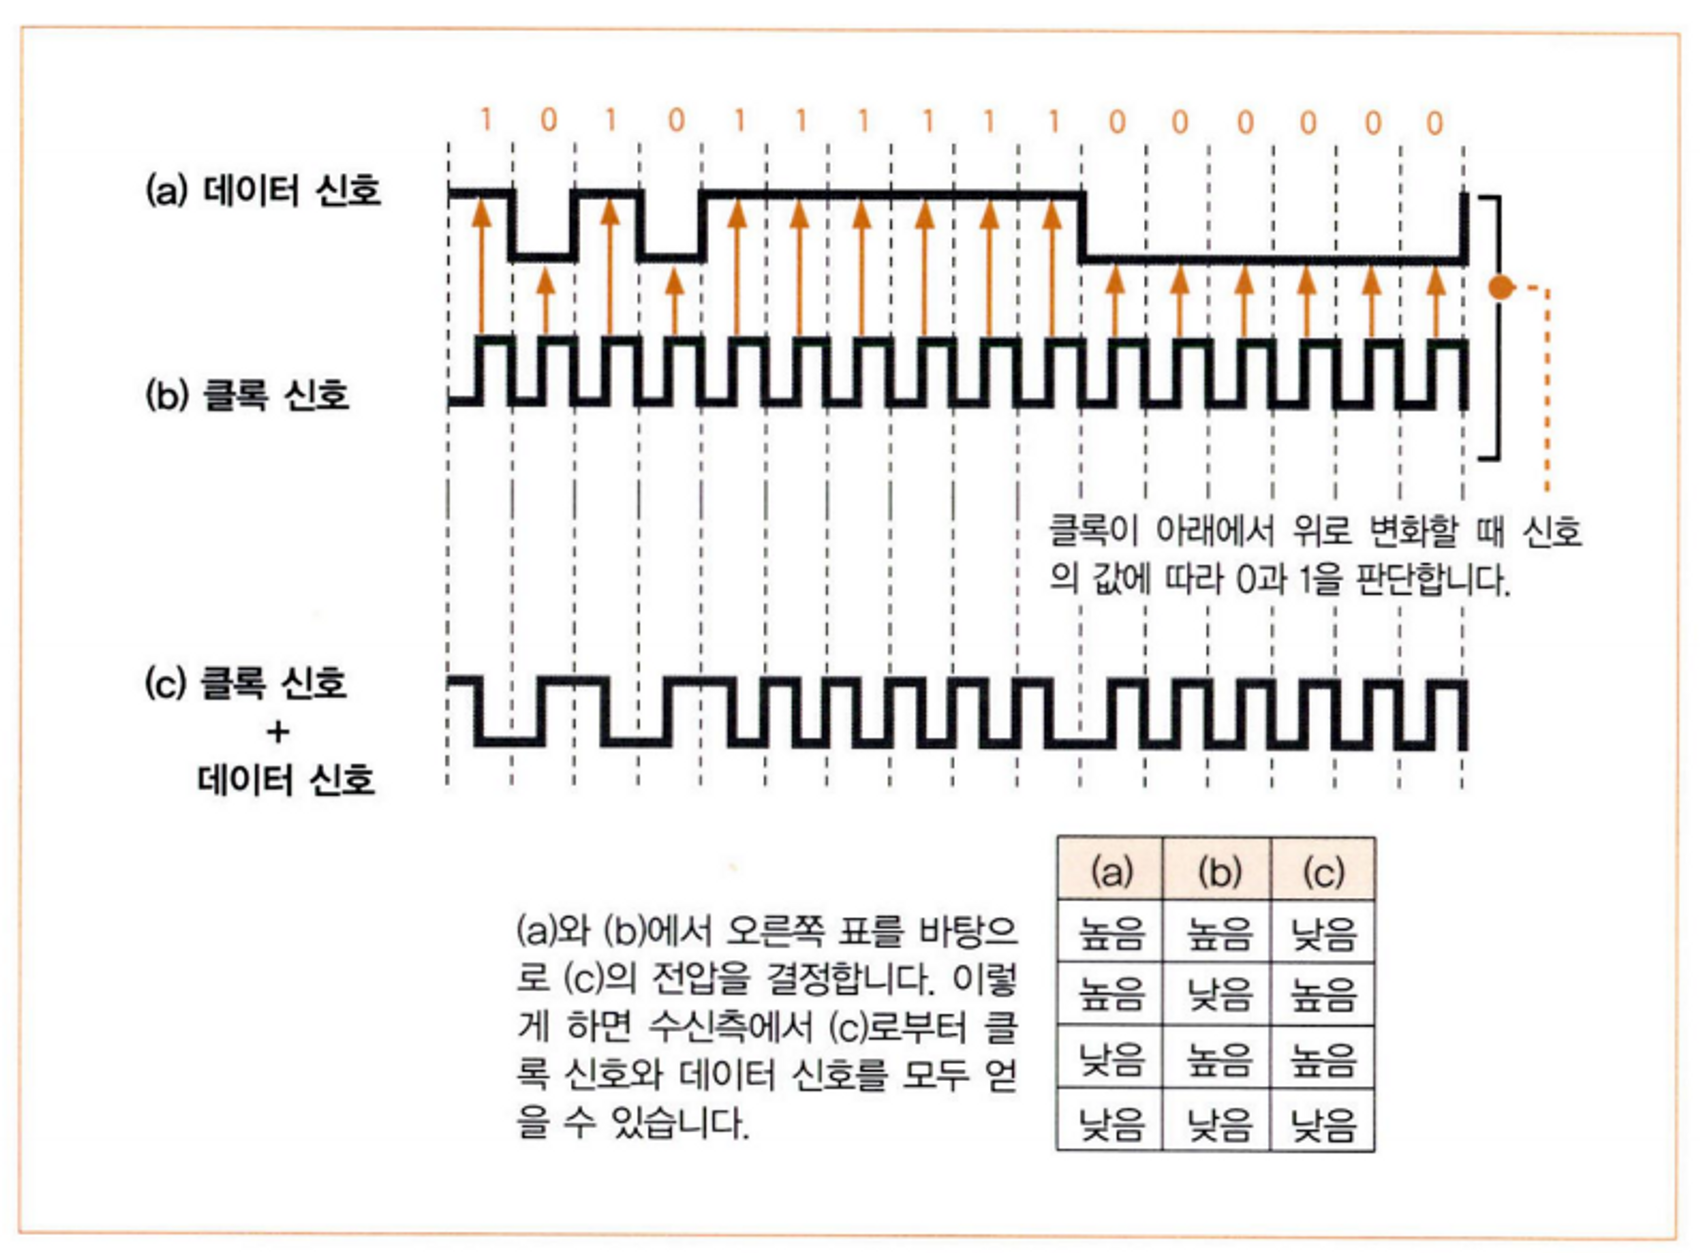 1 0 1 0 1 1 1 1 1 1 0 0 0 0 0 0
(a) 데이터 신호
(b) 클록 신호
클록이 아래에서 위로 변화할 때 신호
의 값에 따라 0과 1을 판단합니다.
(c) 클록 신호
+
데이터 신호
(a)와 (b)에서 오른쪽 표를 바탕으
로 (c)의 전압을 결정합니다. 이렇
게 하면 수신측에서 (c)로부터 클
록 신호와 데이터 신호를 모두 얻
을 수 있습니다.
(a) (b) (c)
높음 높음 낮음
높음 낮음 높음
낮음 높음 높음
낮음 낮음 낮음